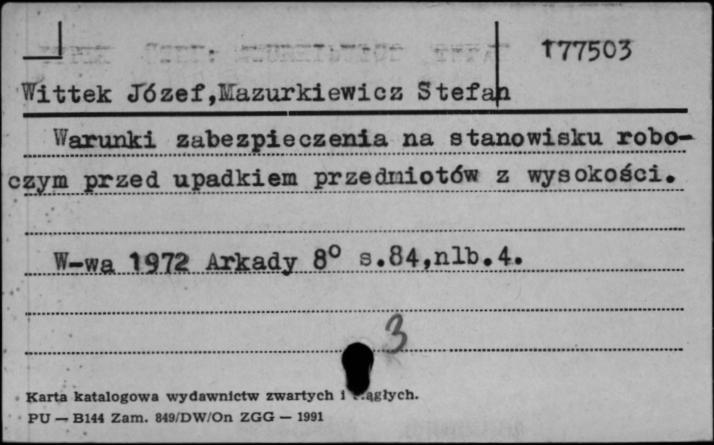 177503
Wittek Józef,Mazurkiewicz Stefan
Warunki zabezpieczenia na stanowisku robo-
czym przed upadkiem przedmiotów z wysokości.
W-wa 1972 Arkady 8° s.84,nlb.4.
3
Karta katalogowa wydawnictw zwartych i
PU — B144 Zam. 849/DW/On ZGG — 1991